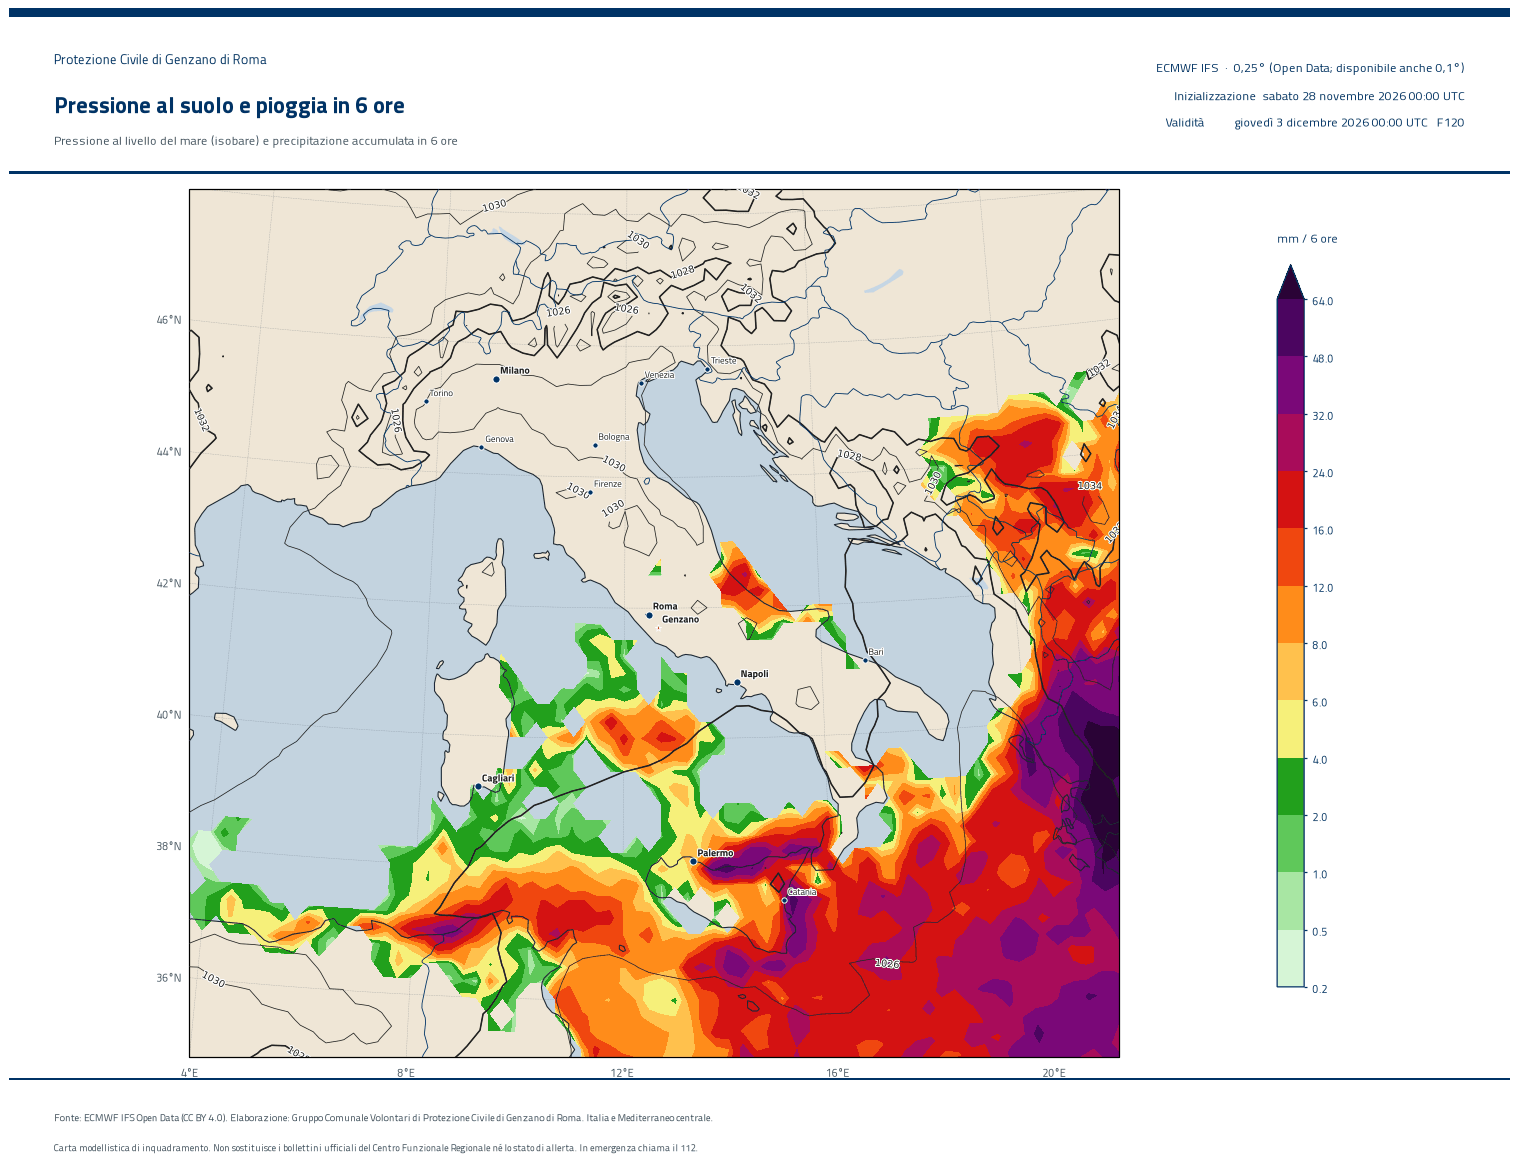 Protezione Civile di Genzano di Roma
Pressione al suolo e pioggia in 6 ore
Pressione al livello del mare (isobare) e precipitazione accumulata in 6 ore
ECMWF IFS · 0,25° (Open Data; disponibile anche 0,1°)
Inizializzazione sabato 28 novembre 2026 00:00 UTC
Validità giovedì 3 dicembre 2026 00:00 UTC F120
mm / 6 ore
64.0
48.0
32.0
24.0
16.0
12.0
8.0
6.0
4.0
2.0
1.0
0.5
0.2
46°N
44°N
42°N
40°N
38°N
36°N
4°E
8°E
12°E
16°E
20°E
1032
1030
1030
1028
1032
1026
1026
Trieste
Milano
Venezia
1032
Torino
1032
1026
Genova
Bologna
1030
1028
1030
Firenze
1030
1030
1034
Roma
Genzano
Bari
Napoli
Cagliari
Palermo
Catania
1026
1030
Fonte: ECMWF IFS Open Data (CC BY 4.0). Elaborazione: Gruppo Comunale Volontari di Protezione Civile di Genzano di Roma. Italia e Mediterraneo centrale.
Carta modellistica di inquadramento. Non sostituisce i bollettini ufficiali del Centro Funzionale Regionale né lo stato di allerta. In emergenza chiama il 112.